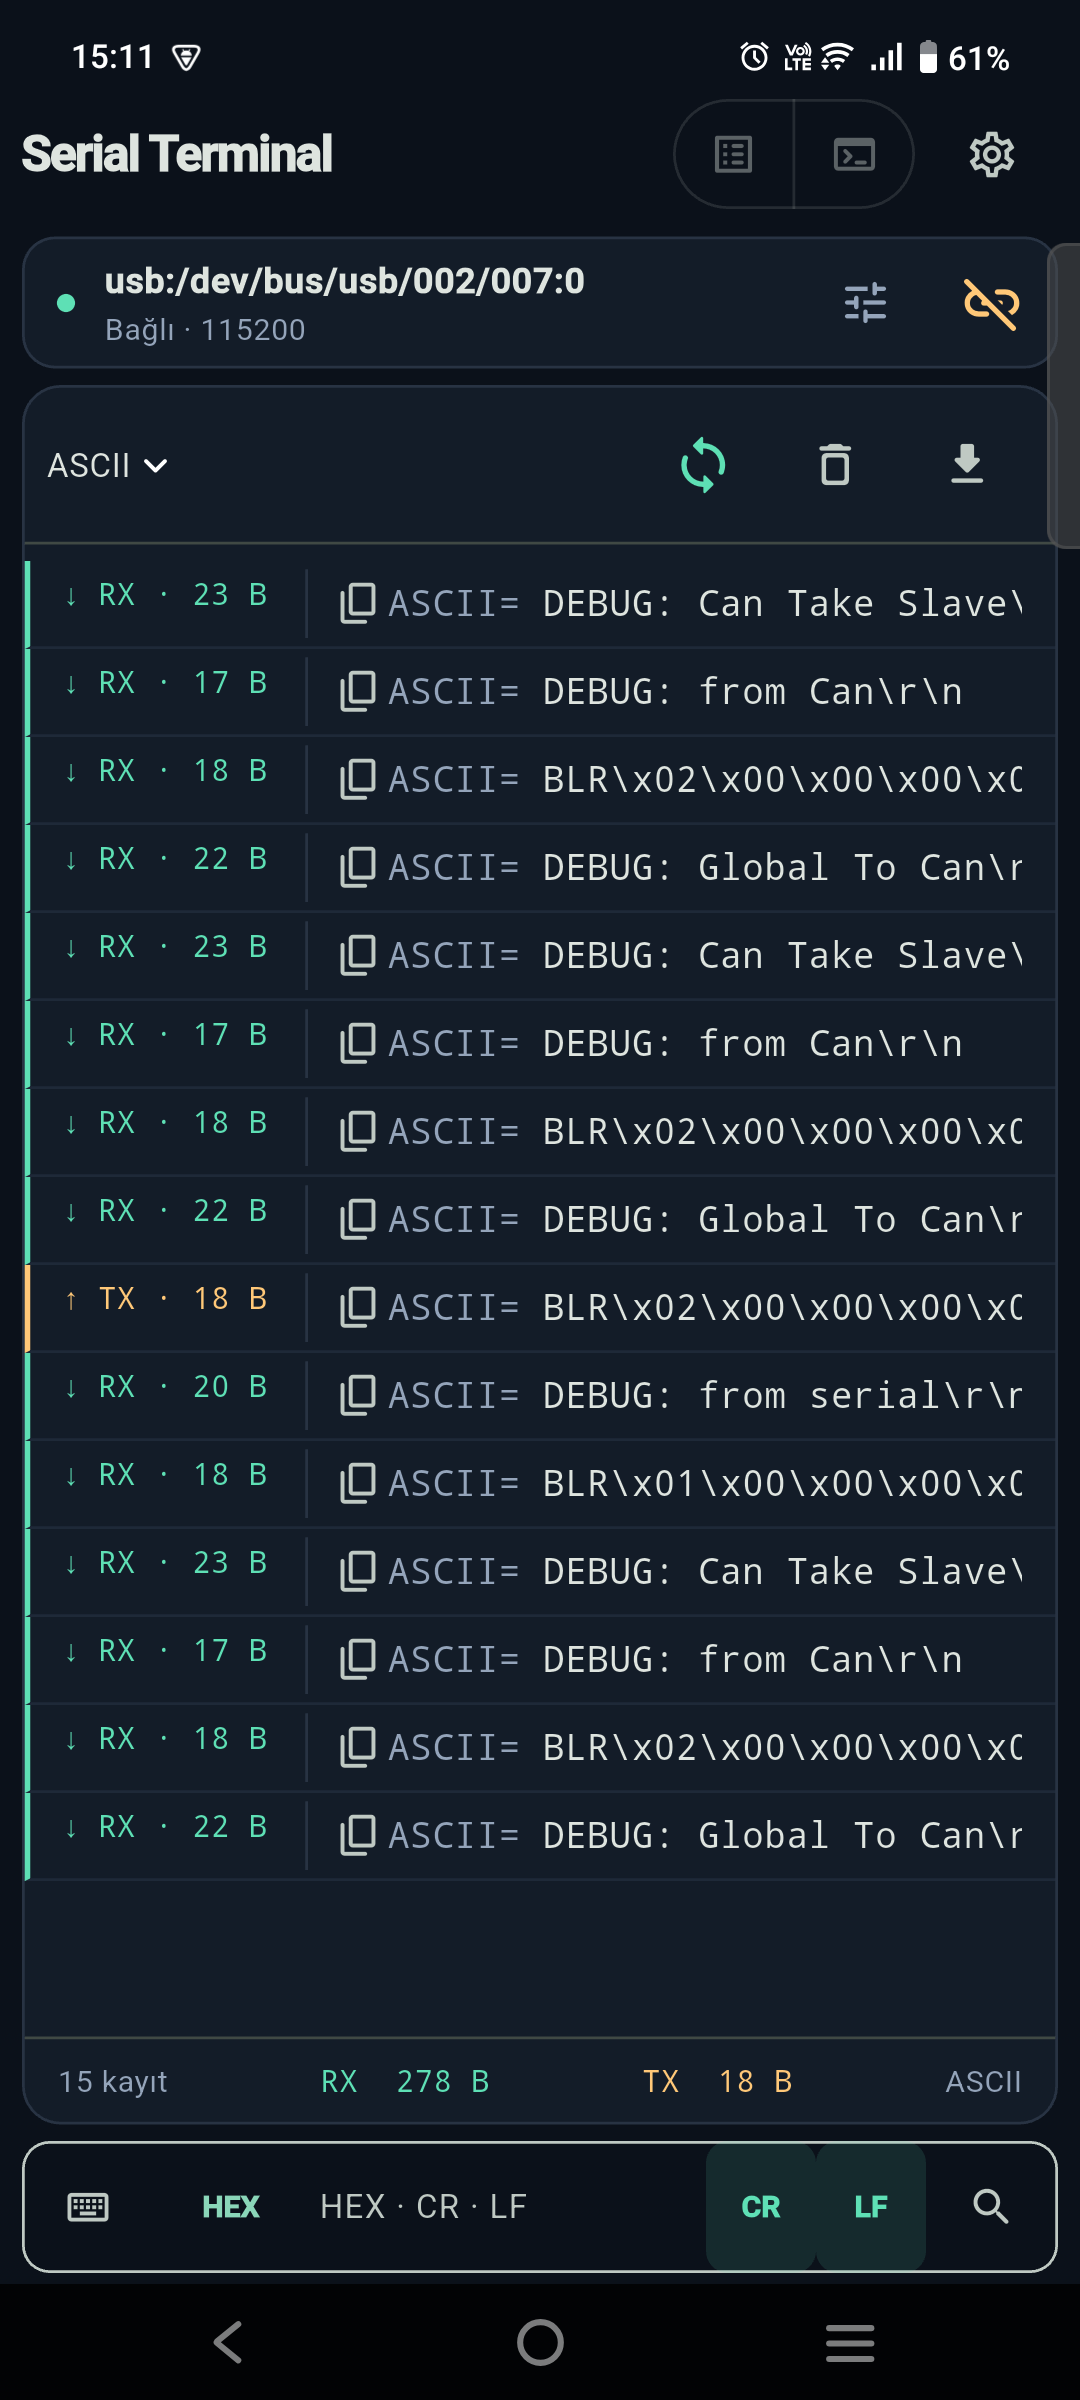 15:11 VoI) LTE 61%
Serial Terminal
usb:/dev/bus/usb/002/007:0
Bağlı · 115200
ASCII
↓ RX · 23 B ASCII= DEBUG: Can Take Slave\
↓ RX · 17 B ASCII= DEBUG: from Can\r\n
↓ RX · 18 B ASCII= BLR\x02\x00\x00\x00\x0
↓ RX · 22 B ASCII= DEBUG: Global To Can\r
↓ RX · 23 B ASCII= DEBUG: Can Take Slave\
↓ RX · 17 B ASCII= DEBUG: from Can\r\n
↓ RX · 18 B ASCII= BLR\x02\x00\x00\x00\x0
↓ RX · 22 B ASCII= DEBUG: Global To Can\r
↑ TX · 18 B ASCII= BLR\x02\x00\x00\x00\x0
↓ RX · 20 B ASCII= DEBUG: from serial\r\n
↓ RX · 18 B ASCII= BLR\x01\x00\x00\x00\x0
↓ RX · 23 B ASCII= DEBUG: Can Take Slave\
↓ RX · 17 B ASCII= DEBUG: from Can\r\n
↓ RX · 18 B ASCII= BLR\x02\x00\x00\x00\x0
↓ RX · 22 B ASCII= DEBUG: Global To Can\r
15 kayıt RX 278 B TX 18 B ASCII
HEX HEX · CR · LF CR LF